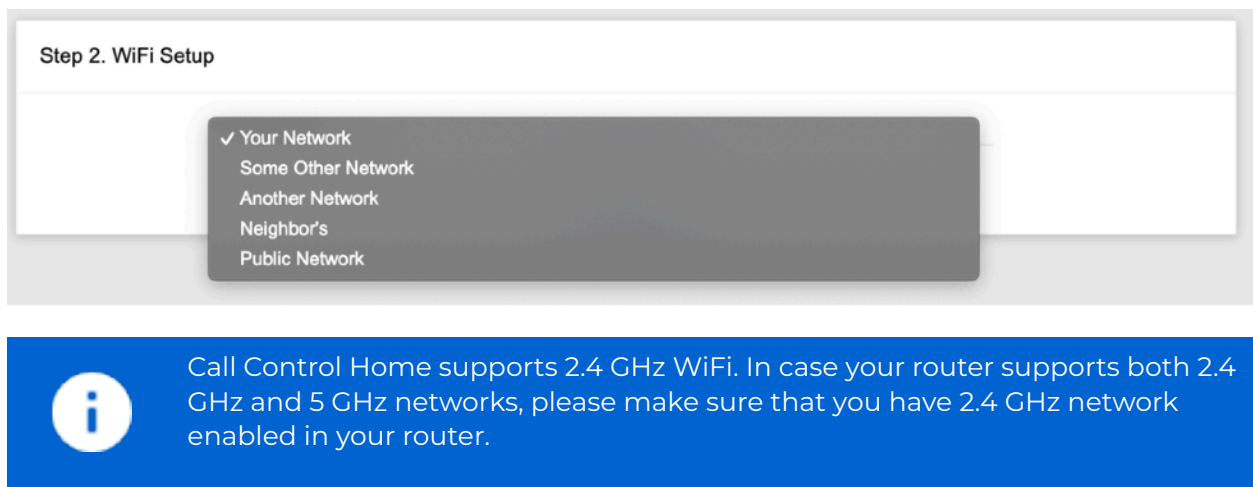 Step 2. WiFi Setup
✓ Your Network
Some Other Network
Another Network
Neighbor's
Public Network
Call Control Home supports 2.4 GHz WiFi. In case your router supports both 2.4
GHz and 5 GHz networks, please make sure that you have 2.4 GHz network
enabled in your router.